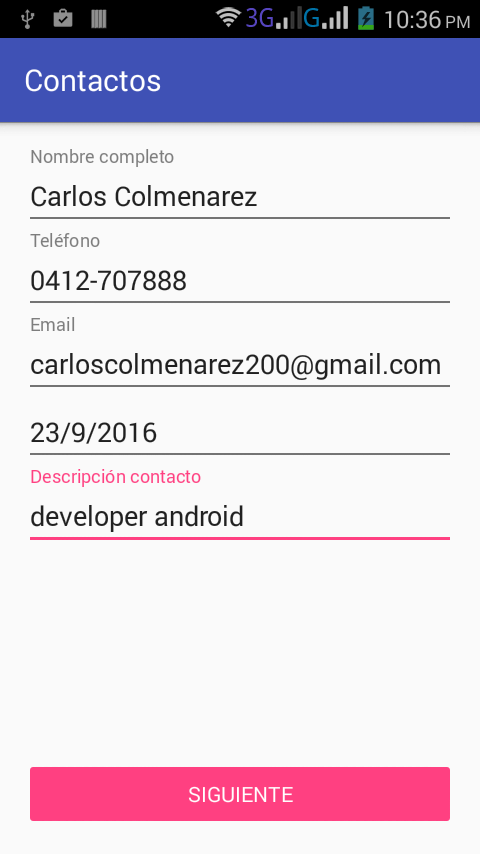 3G G 10:36 PM
Contactos
Nombre completo
Carlos Colmenarez
Teléfono
0412-707888
Email
carloscolmenarez200@gmail.com
23/9/2016
Descripción contacto
developer android
SIGUIENTE